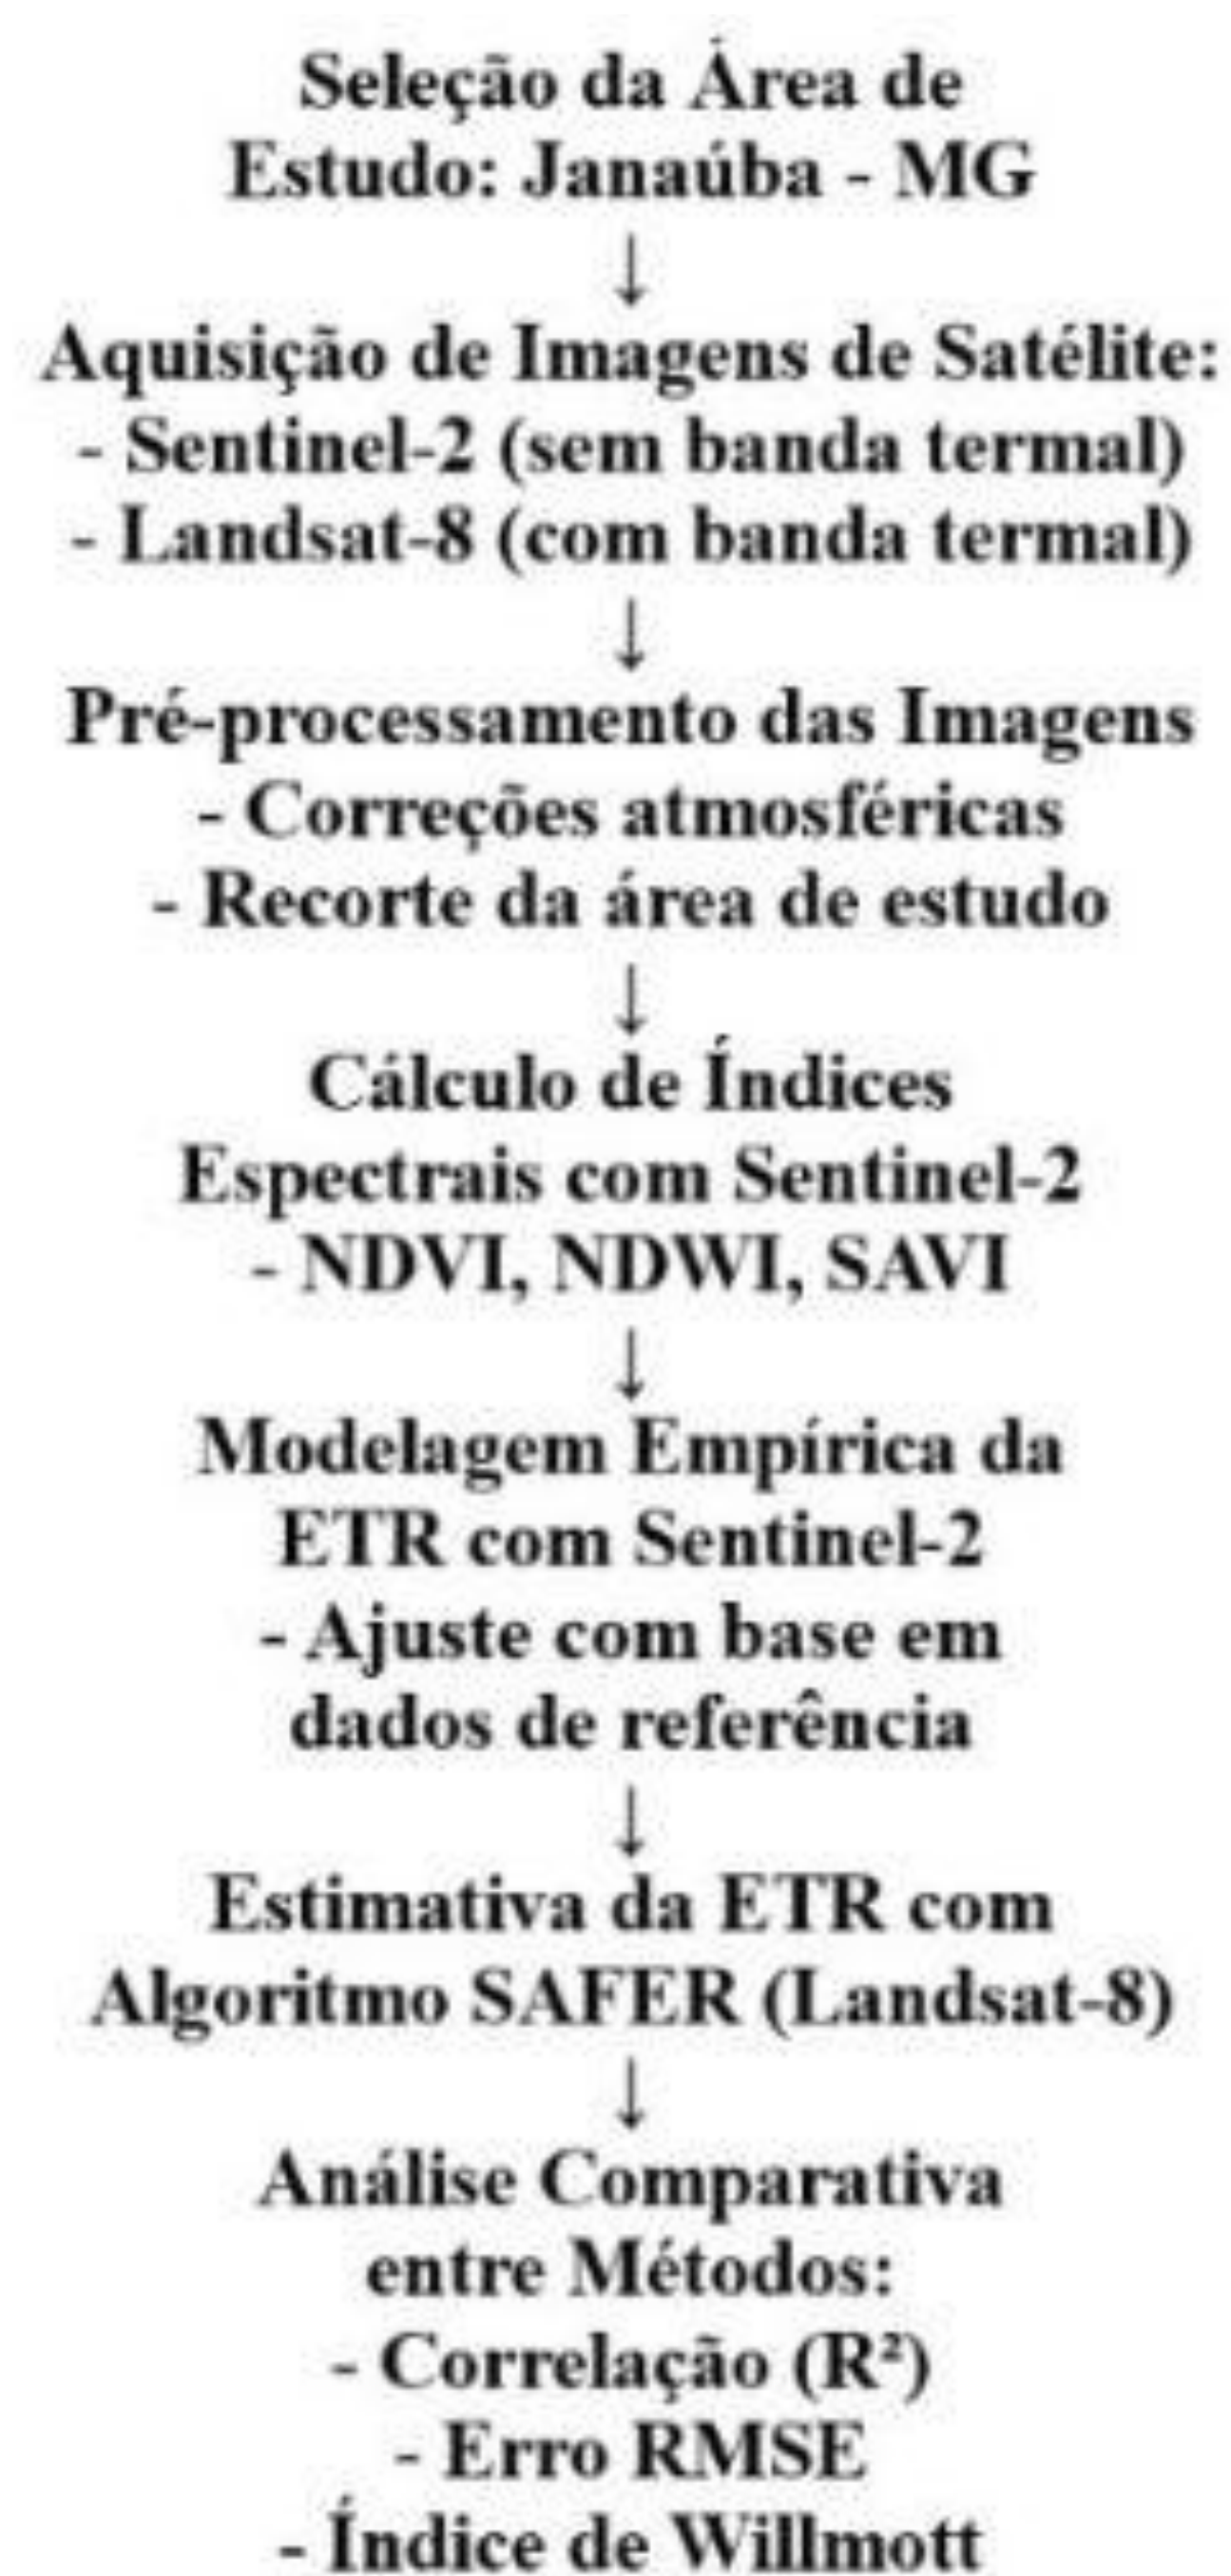 Seleção da Área de
Estudo: Janaúba - MG
↓
Aquisição de Imagens de Satélite:
- Sentinel-2 (sem banda termal)
- Landsat-8 (com banda termal)
↓
Pré-processamento das Imagens
- Correções atmosféricas
- Recorte da área de estudo
↓
Cálculo de Índices
Espectrais com Sentinel-2
- NDVI, NDWI, SAVI
↓
Modelagem Empírica da
ETR com Sentinel-2
- Ajuste com base em
dados de referência
↓
Estimativa da ETR com
Algoritmo SAFER (Landsat-8)
↓
Análise Comparativa
entre Métodos:
- Correlação (R²)
- Erro RMSE
- Índice de Willmott